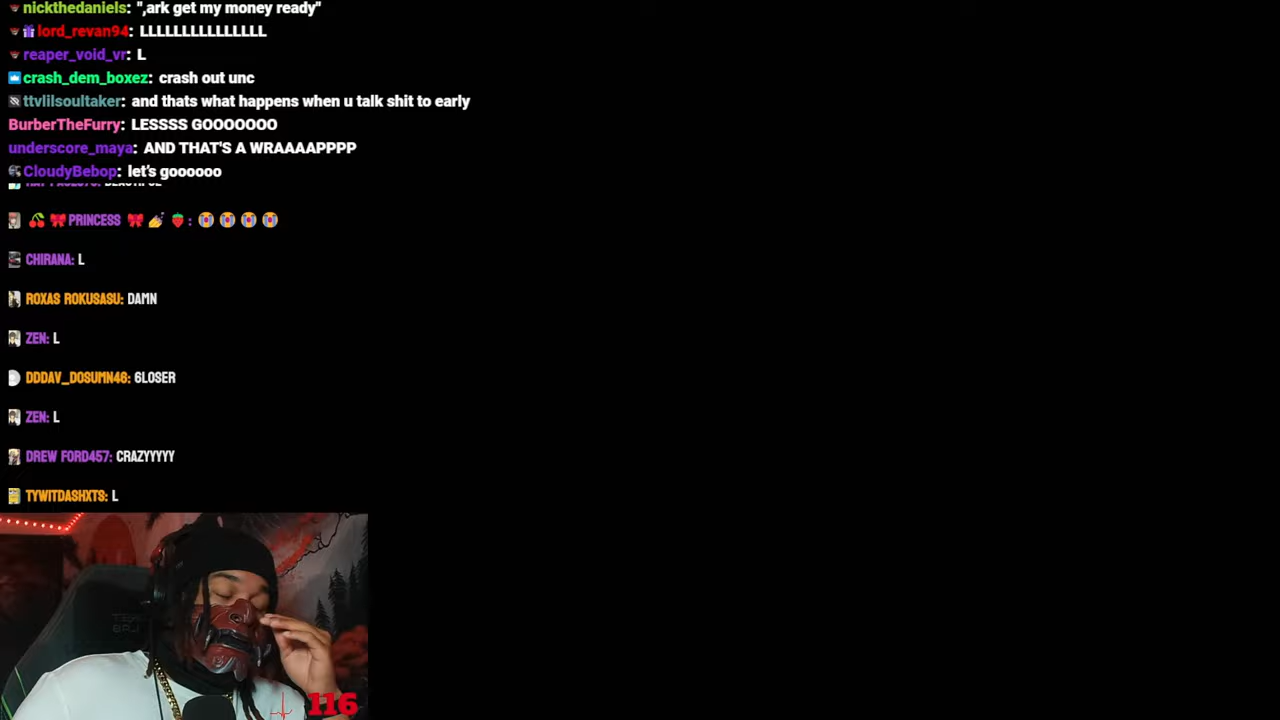 nickthedaniels: ",ark get my money ready"
lord_revan94: LLLLLLLLLLLLLLL
reaper_void_vr: L
crash_dem_boxez: crash out unc
ttvlilsoultaker: and thats what happens when u talk shit to early
BurberTheFurry: LESSSS GOOOOOOO
underscore_maya: AND THAT'S A WRAAAAPPPP
CloudyBebop: let's goooooo
🍒 🎀 PRINCESS 🎀 💅 🍓 : 😭 😭 😭 😭
CHIRANA: L
ROXAS ROKUSASU: DAMN
ZEN: L
DDDAV_DOSUMN46: 6LOSER
ZEN: L
DREW FORD457: CRAZYYYYY
TYWITDASHXTS: L
116